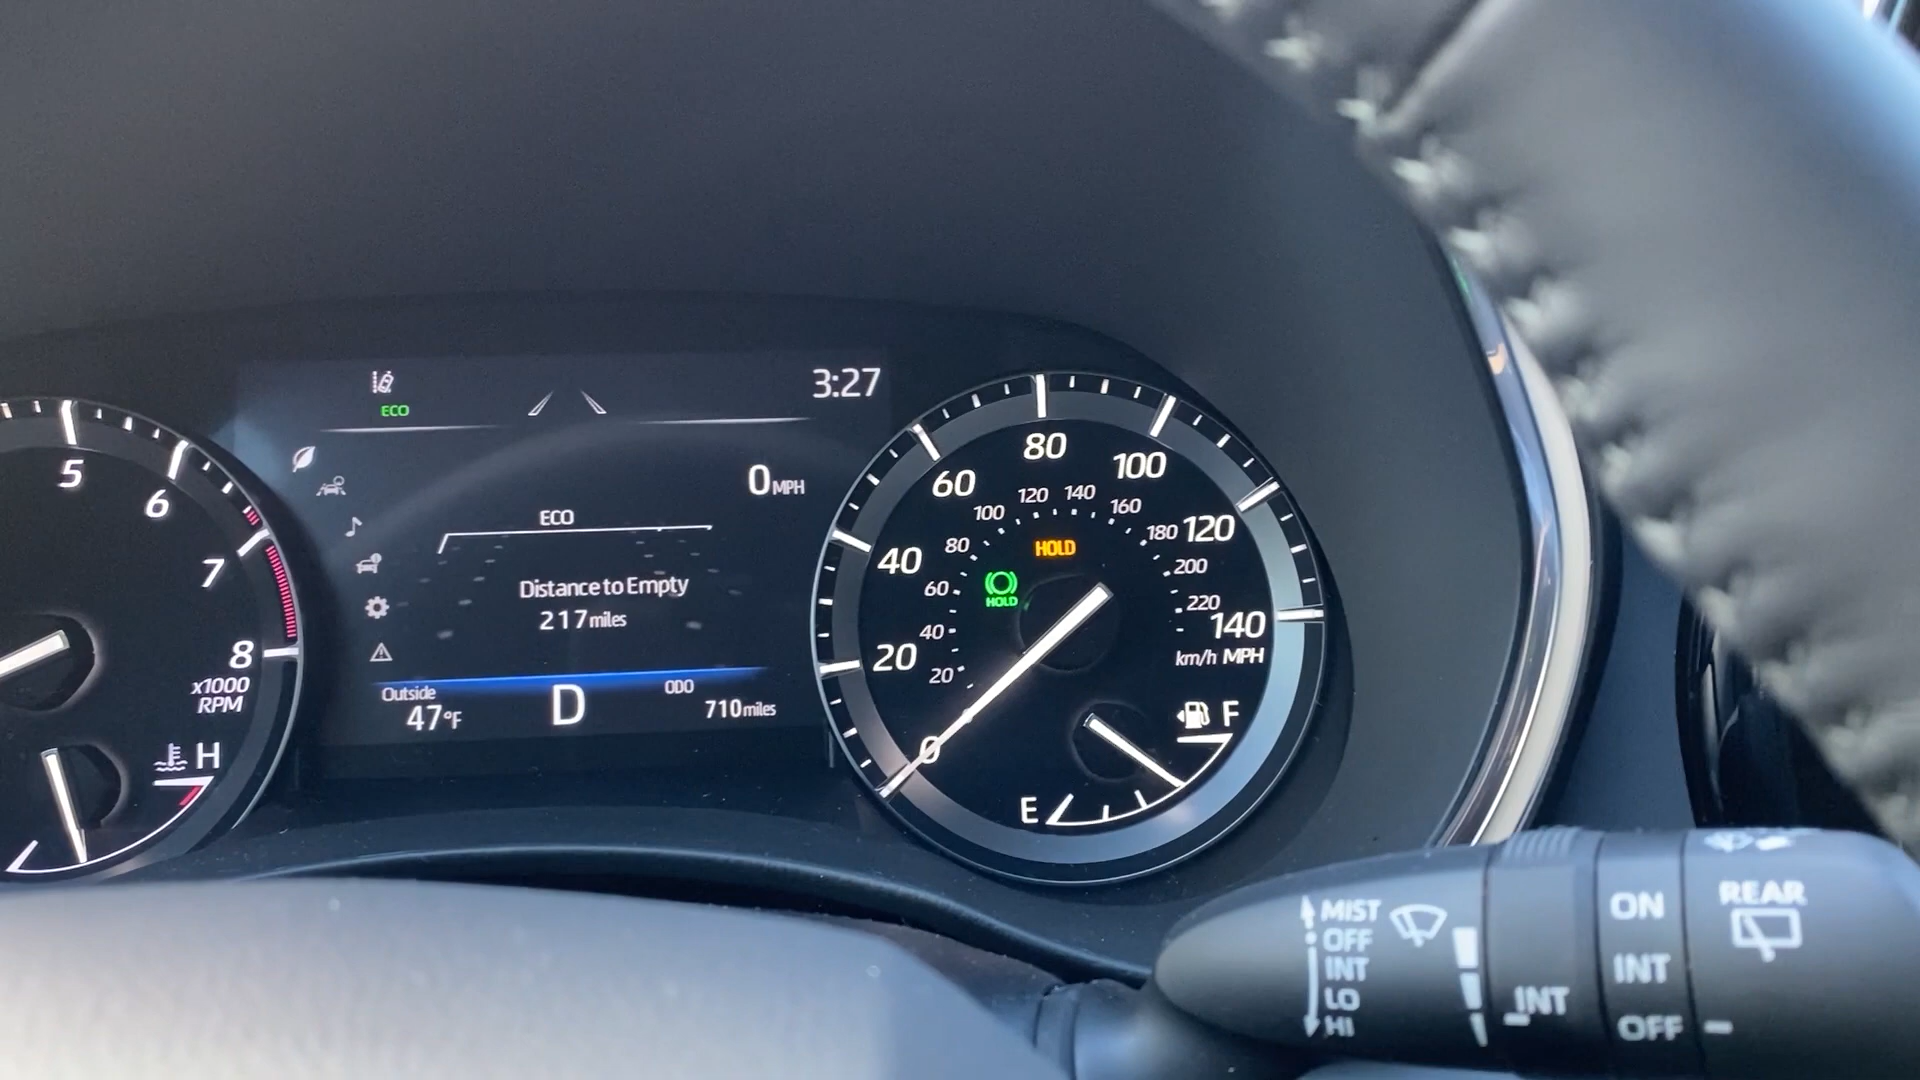 5
6
7
8
x1000
RPM
H
ECO
3:27
0 MPH
ECO
Distance to Empty
217 miles
Outside
47°F
D
ODO
710 miles
0
20
40
60
80
100
120
140
km/h MPH
20
40
60
80
100
120
140
160
180
200
220
HOLD
HOLD
F
E
MIST
OFF
INT
LO
HI
INT
ON
INT
OFF
REAR